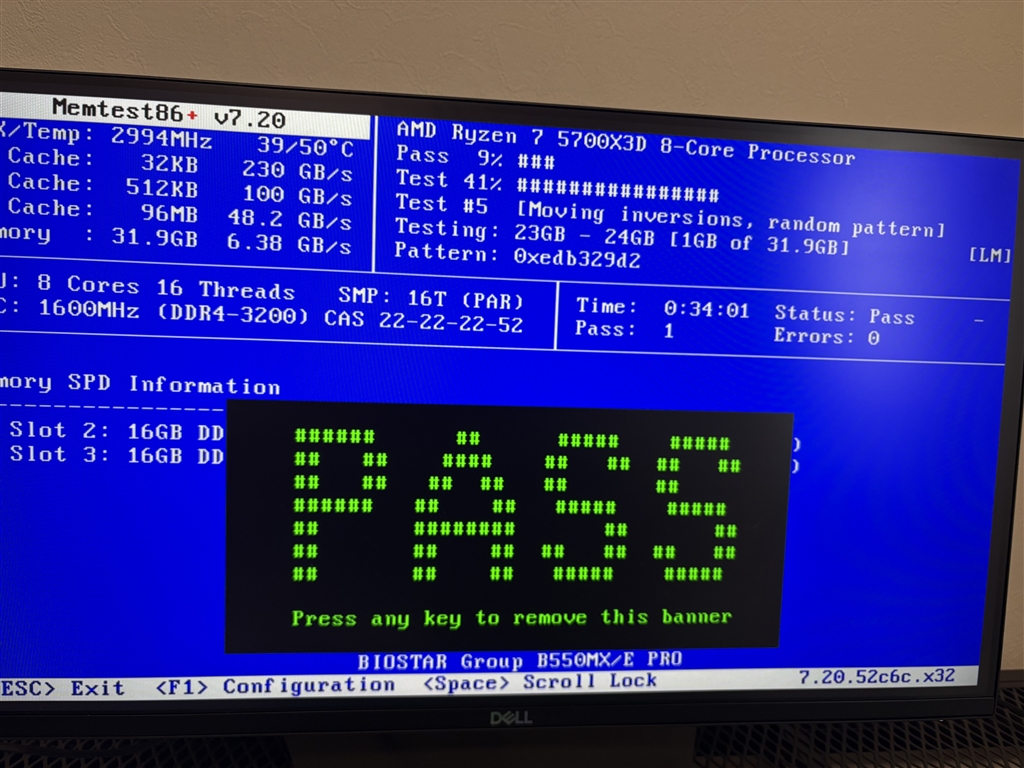 Memtest86+ v7.20
/Temp: 2994MHz 39/50°C
Cache: 32KB 230 GB/s
Cache: 512KB 100 GB/s
Cache: 96MB 48.2 GB/s
mory : 31.9GB 6.38 GB/s
AMD Ryzen 7 5700X3D 8-Core Processor
Pass 9% ###
Test 41% ################
Test #5 [Moving inversions, random pattern]
Testing: 23GB - 24GB [1GB of 31.9GB] [LM]
Pattern: 0xedb329d2
: 8 Cores 16 Threads SMP: 16T (PAR)
: 1600MHz (DDR4-3200) CAS 22-22-22-52
Time: 0:34:01 Status: Pass -
Pass: 1 Errors: 0
mory SPD Information
Slot 2: 16GB DD
Slot 3: 16GB DD
PASS
Press any key to remove this banner
BIOSTAR Group B550MX/E PRO
ESC> Exit <F1> Configuration <Space> Scroll Lock 7.20.52c6c.x32
DELL